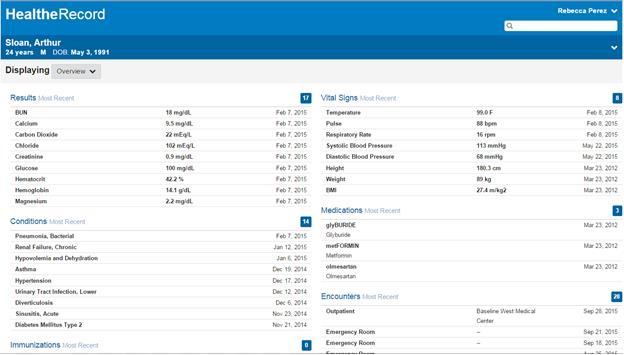 HealtheRecord
Rebecca Perez
Sloan, Arthur
24 years M DOB: May 3, 1991
Displaying Overview
Results Most Recent 17
BUN 18 mg/dL Feb 7, 2015
Calcium 9.5 mg/dL Feb 7, 2015
Carbon Dioxide 22 mEq/L Feb 7, 2015
Chloride 102 mEq/L Feb 7, 2015
Creatinine 0.9 mg/dL Feb 7, 2015
Glucose 100 mg/dL Feb 7, 2015
Hematocrit 42.2 % Feb 7, 2015
Hemoglobin 14.1 g/dL Feb 7, 2015
Magnesium 2.2 mg/dL Feb 7, 2015
Conditions Most Recent 14
Pneumonia, Bacterial Feb 7, 2015
Renal Failure, Chronic Jan 12, 2015
Hypovolemia and Dehydration Jan 6, 2015
Asthma Dec 19, 2014
Hypertension Dec 17, 2014
Urinary Tract Infection, Lower Dec 12, 2014
Diverticulosis Dec 6, 2014
Sinusitis, Acute Nov 23, 2014
Diabetes Mellitus Type 2 Nov 21, 2014
Immunizations Most Recent 0
Vital Signs Most Recent 8
Temperature 99.0 F Feb 8, 2015
Pulse 88 bpm Feb 8, 2015
Respiratory Rate 16 rpm Feb 8, 2015
Systolic Blood Pressure 113 mmHg May 22, 2015
Diastolic Blood Pressure 68 mmHg May 22, 2015
Height 180.3 cm Mar 23, 2012
Weight 89 kg Mar 23, 2012
BMI 27.4 m/kg2 Mar 23, 2012
Medications Most Recent 3
glyBURIDE Mar 23, 2012
Glyburide
metFORMIN Mar 23, 2012
Metformin
olmesartan Mar 23, 2012
Olmesartan
Encounters Most Recent 28
Outpatient Baseline West Medical Center Sep 28, 2015
Emergency Room – Sep 21, 2015
Emergency Room – Sep 18, 2015
Emergency Room